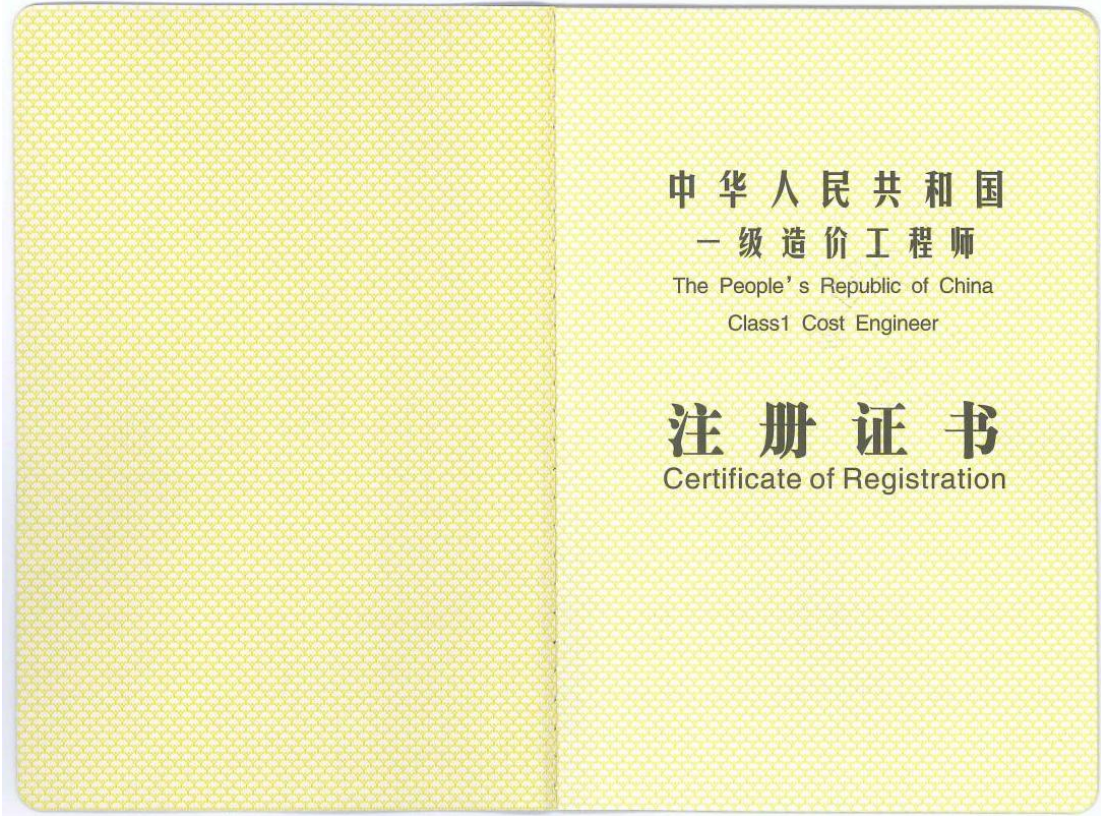 中华人民共和国
一级造价工程师
The People's Republic of China
Class1 Cost Engineer
注册证书
Certificate of Registration